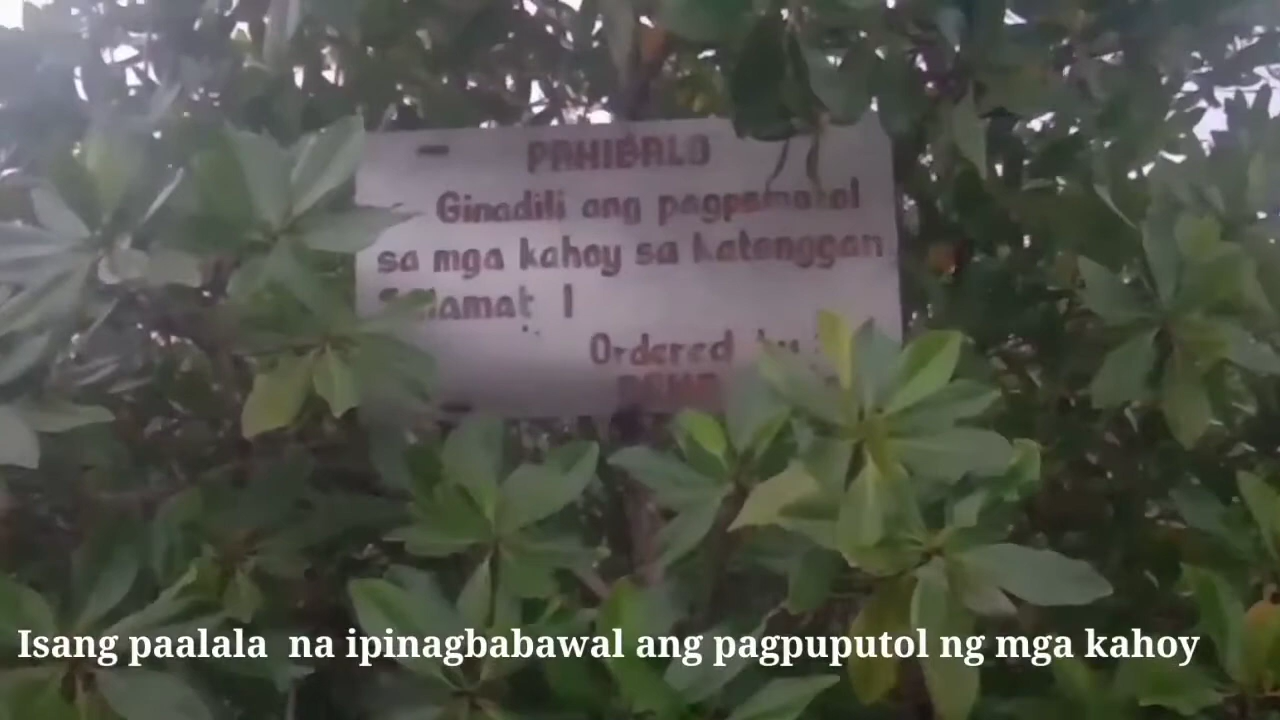 PAHIBALO
Ginadili ang pagpamutol
sa mga kahoy sa katonggan
Salamat !
Ordered by :
Isang paalala na ipinagbabawal ang pagpuputol ng mga kahoy